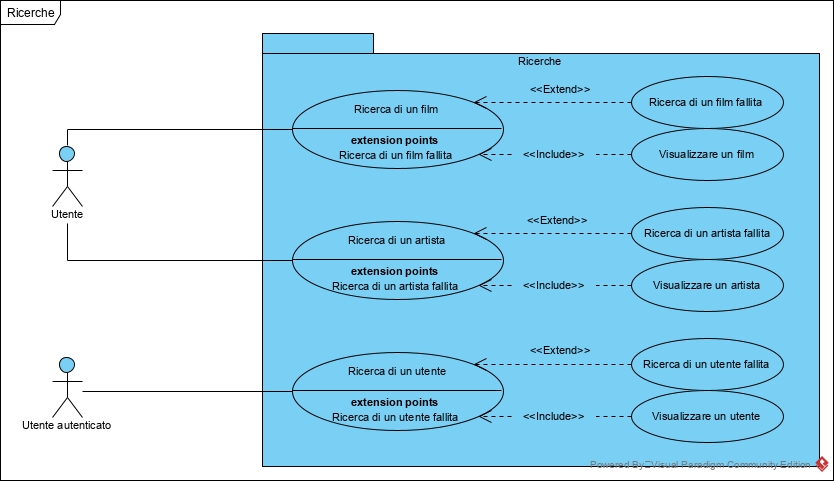 Ricerche
Ricerche
Ricerca di un film
extension points
Ricerca di un film fallita
<<Extend>>
Ricerca di un film fallita
<<Include>>
Visualizzare un film
Utente
Ricerca di un artista
extension points
Ricerca di un artista fallita
<<Extend>>
Ricerca di un artista fallita
<<Include>>
Visualizzare un artista
Utente autenticato
Ricerca di un utente
extension points
Ricerca di un utente fallita
<<Extend>>
Ricerca di un utente fallita
<<Include>>
Visualizzare un utente
Powered By Visual Paradigm Community Edition